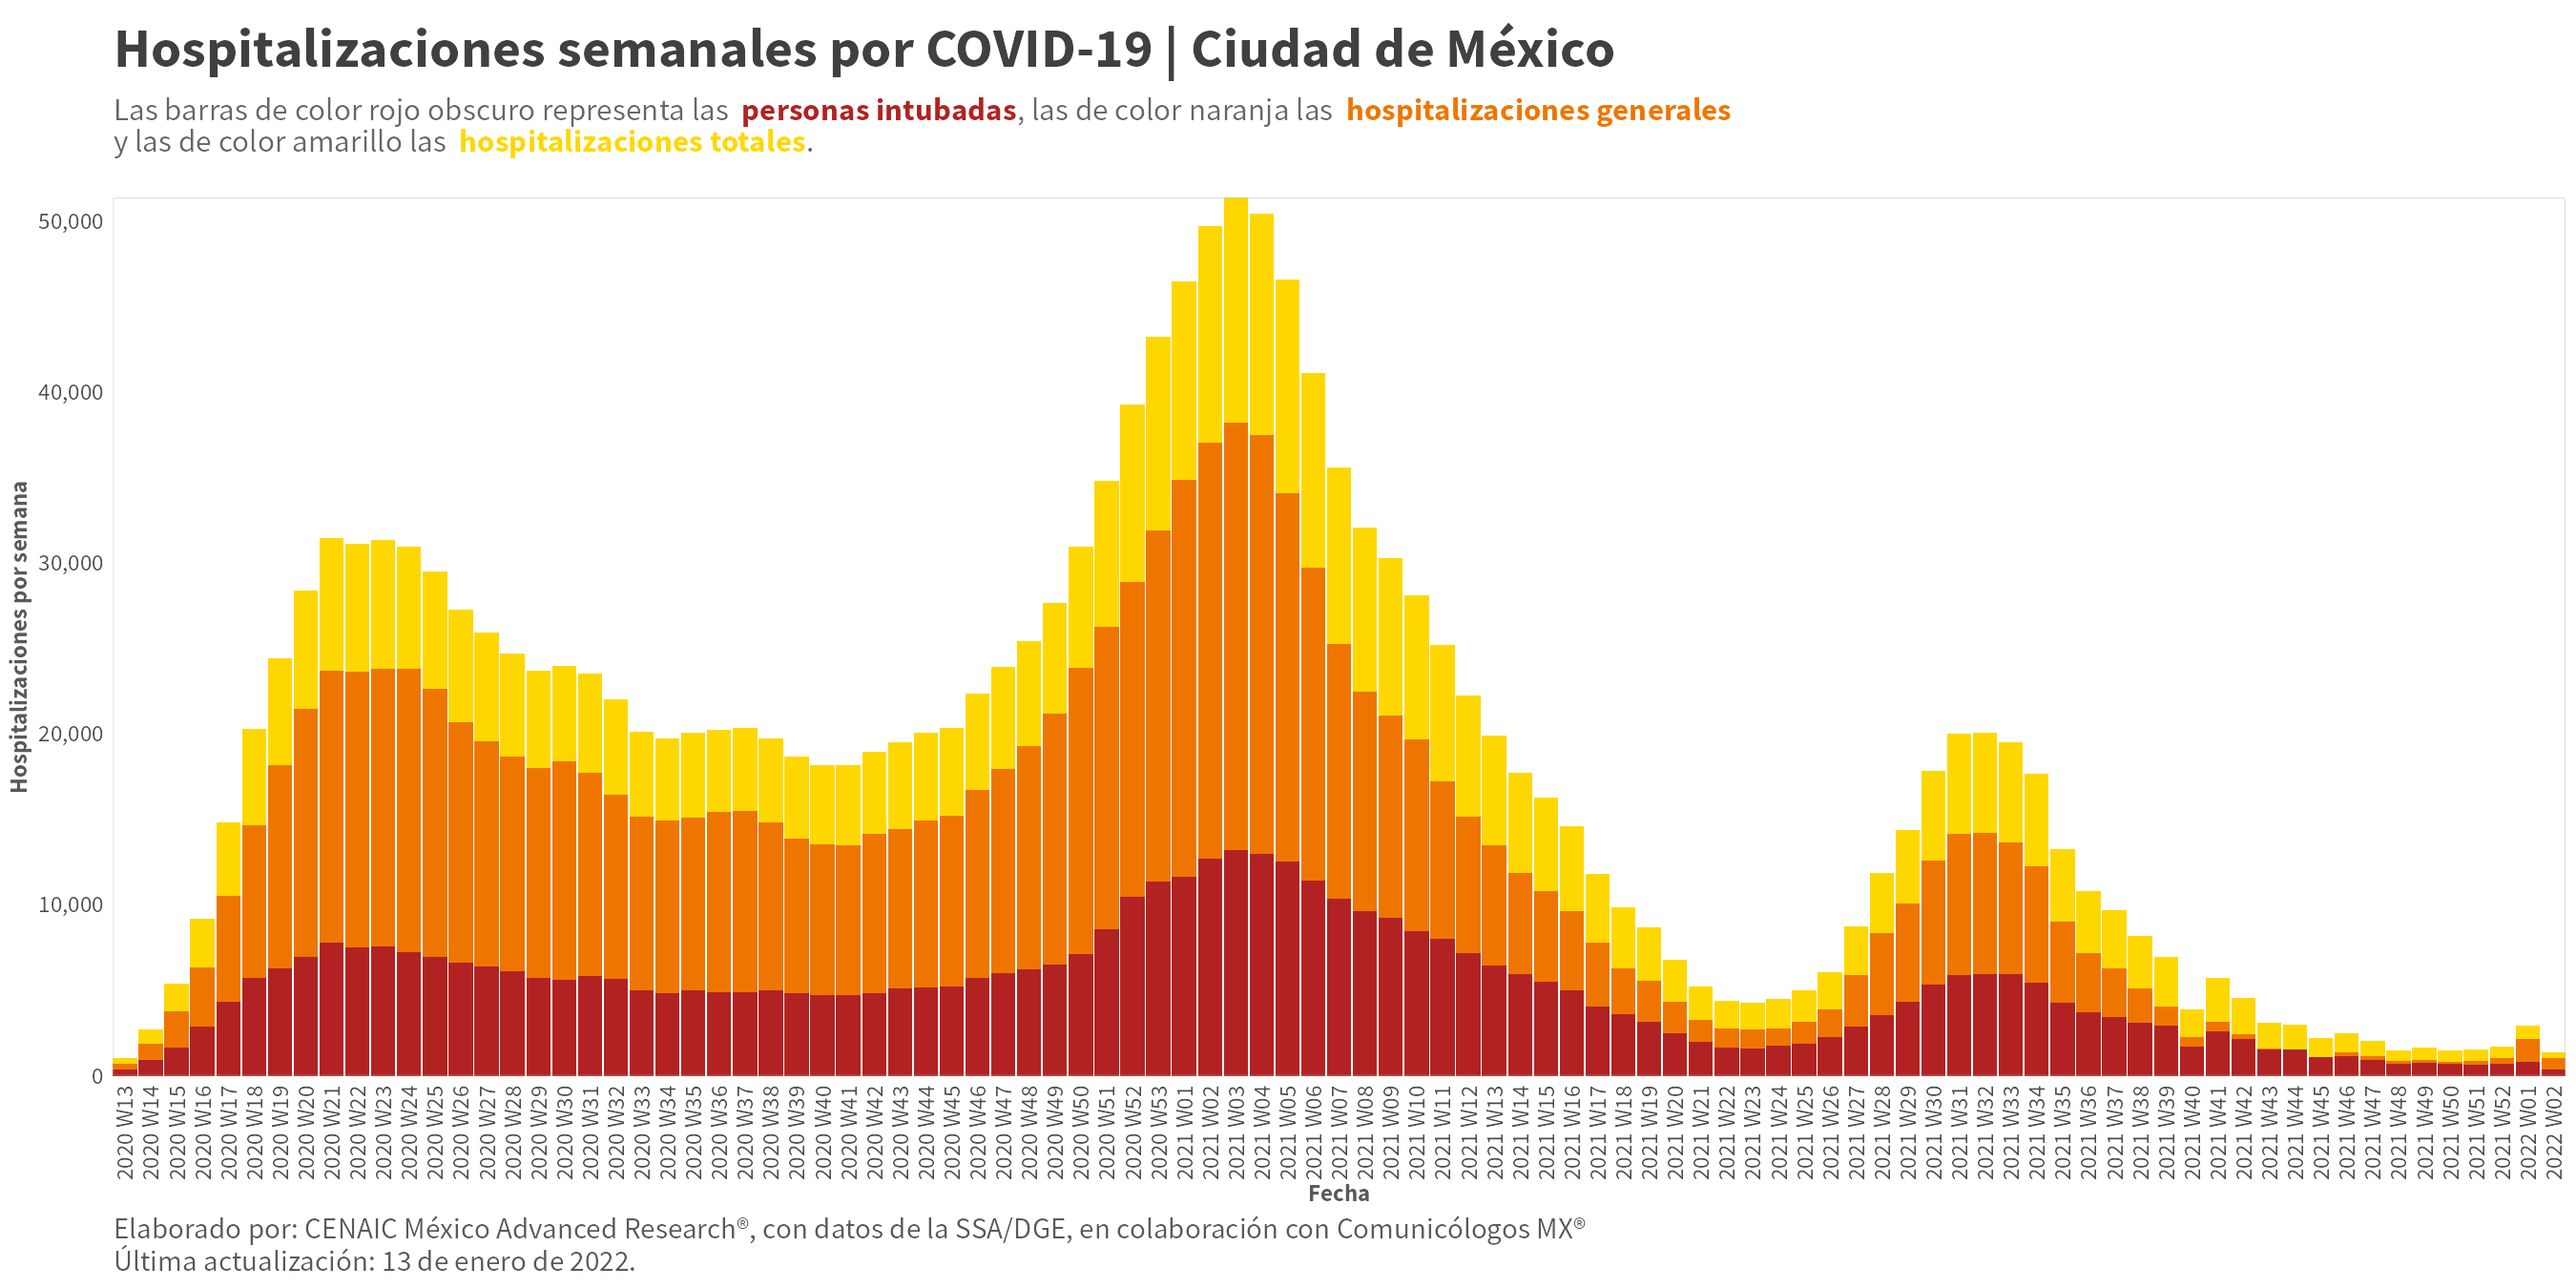 Hospitalizaciones semanales por COVID-19 | Ciudad de México
Las barras de color rojo obscuro representa las personas intubadas, las de color naranja las hospitalizaciones generales
y las de color amarillo las hospitalizaciones totales.
Hospitalizaciones por semana
50,000
40,000
30,000
20,000
10,000
0
2020 W13
2020 W14
2020 W15
2020 W16
2020 W17
2020 W18
2020 W19
2020 W20
2020 W21
2020 W22
2020 W23
2020 W24
2020 W25
2020 W26
2020 W27
2020 W28
2020 W29
2020 W30
2020 W31
2020 W32
2020 W33
2020 W34
2020 W35
2020 W36
2020 W37
2020 W38
2020 W39
2020 W40
2020 W41
2020 W42
2020 W43
2020 W44
2020 W45
2020 W46
2020 W47
2020 W48
2020 W49
2020 W50
2020 W51
2020 W52
2020 W53
2021 W01
2021 W02
2021 W03
2021 W04
2021 W05
2021 W06
2021 W07
2021 W08
2021 W09
2021 W10
2021 W11
2021 W12
2021 W13
2021 W14
2021 W15
2021 W16
2021 W17
2021 W18
2021 W19
2021 W20
2021 W21
2021 W22
2021 W23
2021 W24
2021 W25
2021 W26
2021 W27
2021 W28
2021 W29
2021 W30
2021 W31
2021 W32
2021 W33
2021 W34
2021 W35
2021 W36
2021 W37
2021 W38
2021 W39
2021 W40
2021 W41
2021 W42
2021 W43
2021 W44
2021 W45
2021 W46
2021 W47
2021 W48
2021 W49
2021 W50
2021 W51
2021 W52
2022 W01
2022 W02
Fecha
Elaborado por: CENAIC México Advanced Research®, con datos de la SSA/DGE, en colaboración con Comunicólogos MX®
Última actualización: 13 de enero de 2022.